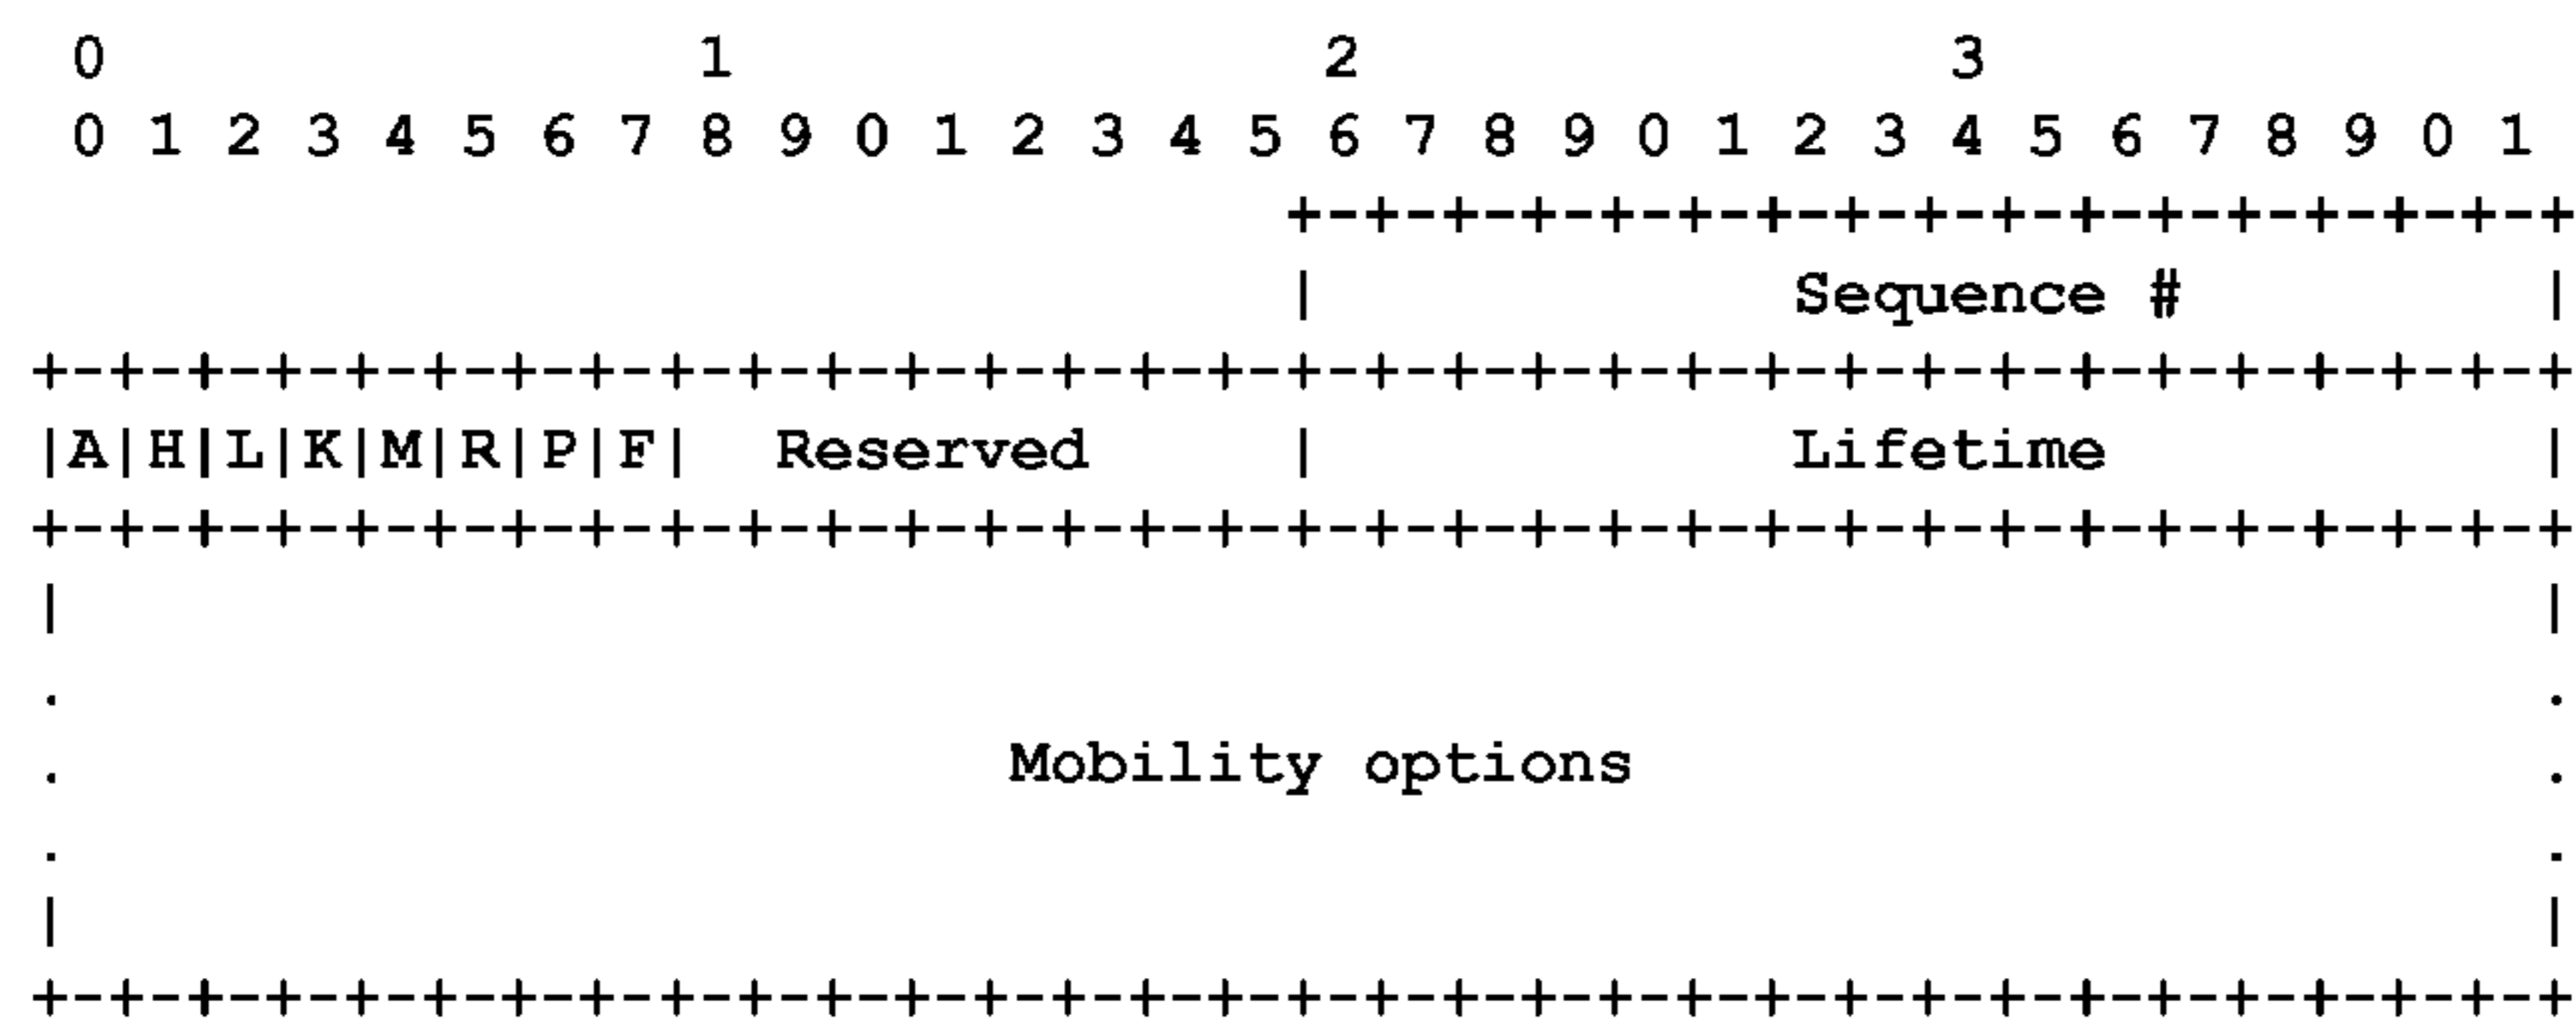 0               1               2               3
 0 1 2 3 4 5 6 7 8 9 0 1 2 3 4 5 6 7 8 9 0 1 2 3 4 5 6 7 8 9 0 1
                                +-+-+-+-+-+-+-+-+-+-+-+-+-+-+-+-+
                                |            Sequence #         |
+-+-+-+-+-+-+-+-+-+-+-+-+-+-+-+-+-+-+-+-+-+-+-+-+-+-+-+-+-+-+-+-+
|A|H|L|K|M|R|P|F|  Reserved     |            Lifetime           |
+-+-+-+-+-+-+-+-+-+-+-+-+-+-+-+-+-+-+-+-+-+-+-+-+-+-+-+-+-+-+-+-+
|                                                               |
.                                                               .
.                        Mobility options                       .
.                                                               .
|                                                               |
+-+-+-+-+-+-+-+-+-+-+-+-+-+-+-+-+-+-+-+-+-+-+-+-+-+-+-+-+-+-+-+-+